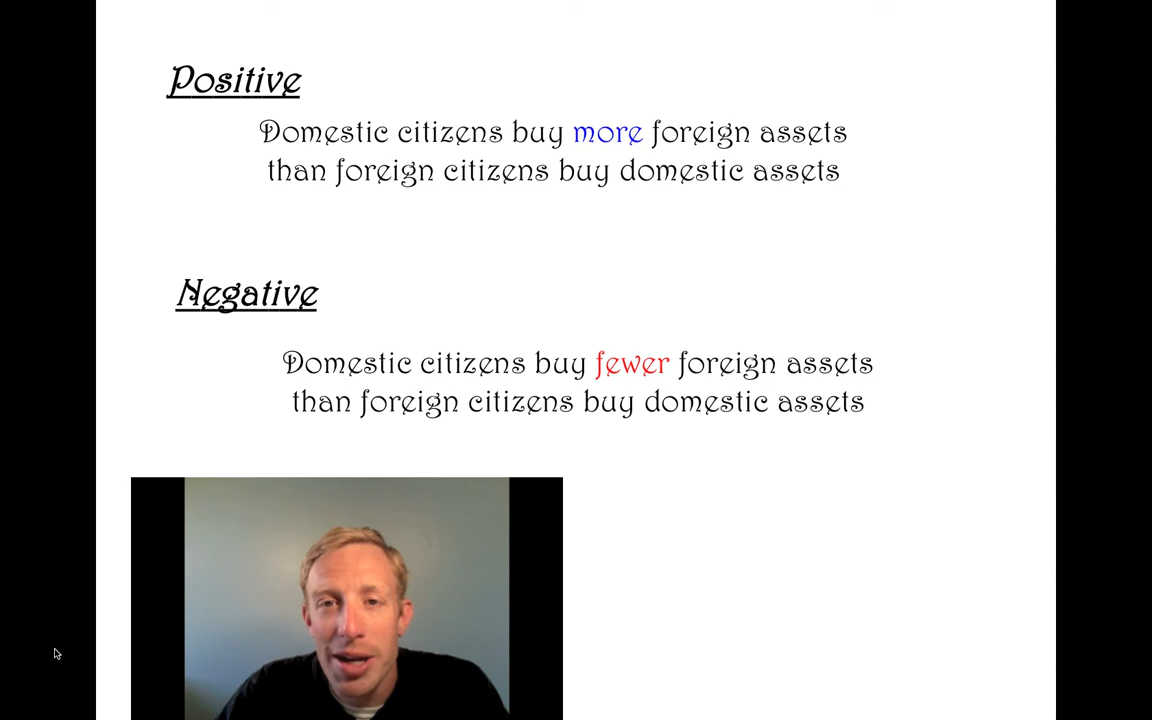 Positive
Domestic citizens buy more foreign assets
than foreign citizens buy domestic assets
Negative
Domestic citizens buy fewer foreign assets
than foreign citizens buy domestic assets